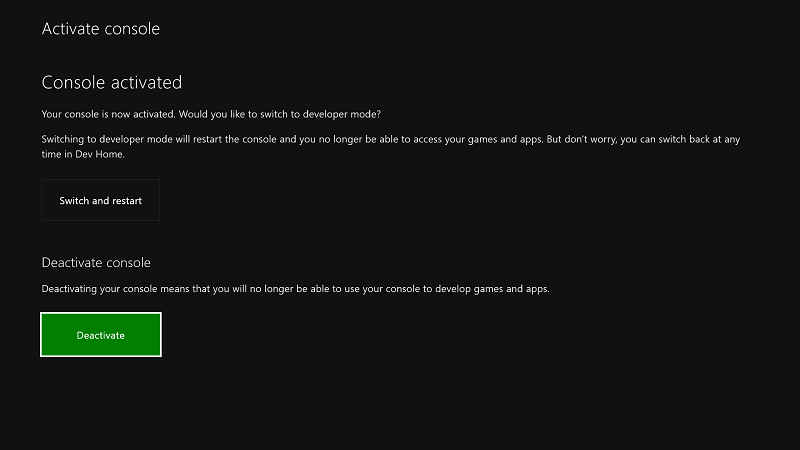 Activate console
Console activated
Your console is now activated. Would you like to switch to developer mode?
Switching to developer mode will restart the console and you no longer be able to access your games and apps. But don't worry, you can switch back at any
time in Dev Home.
Switch and restart
Deactivate console
Deactivating your console means that you will no longer be able to use your console to develop games and apps.
Deactivate